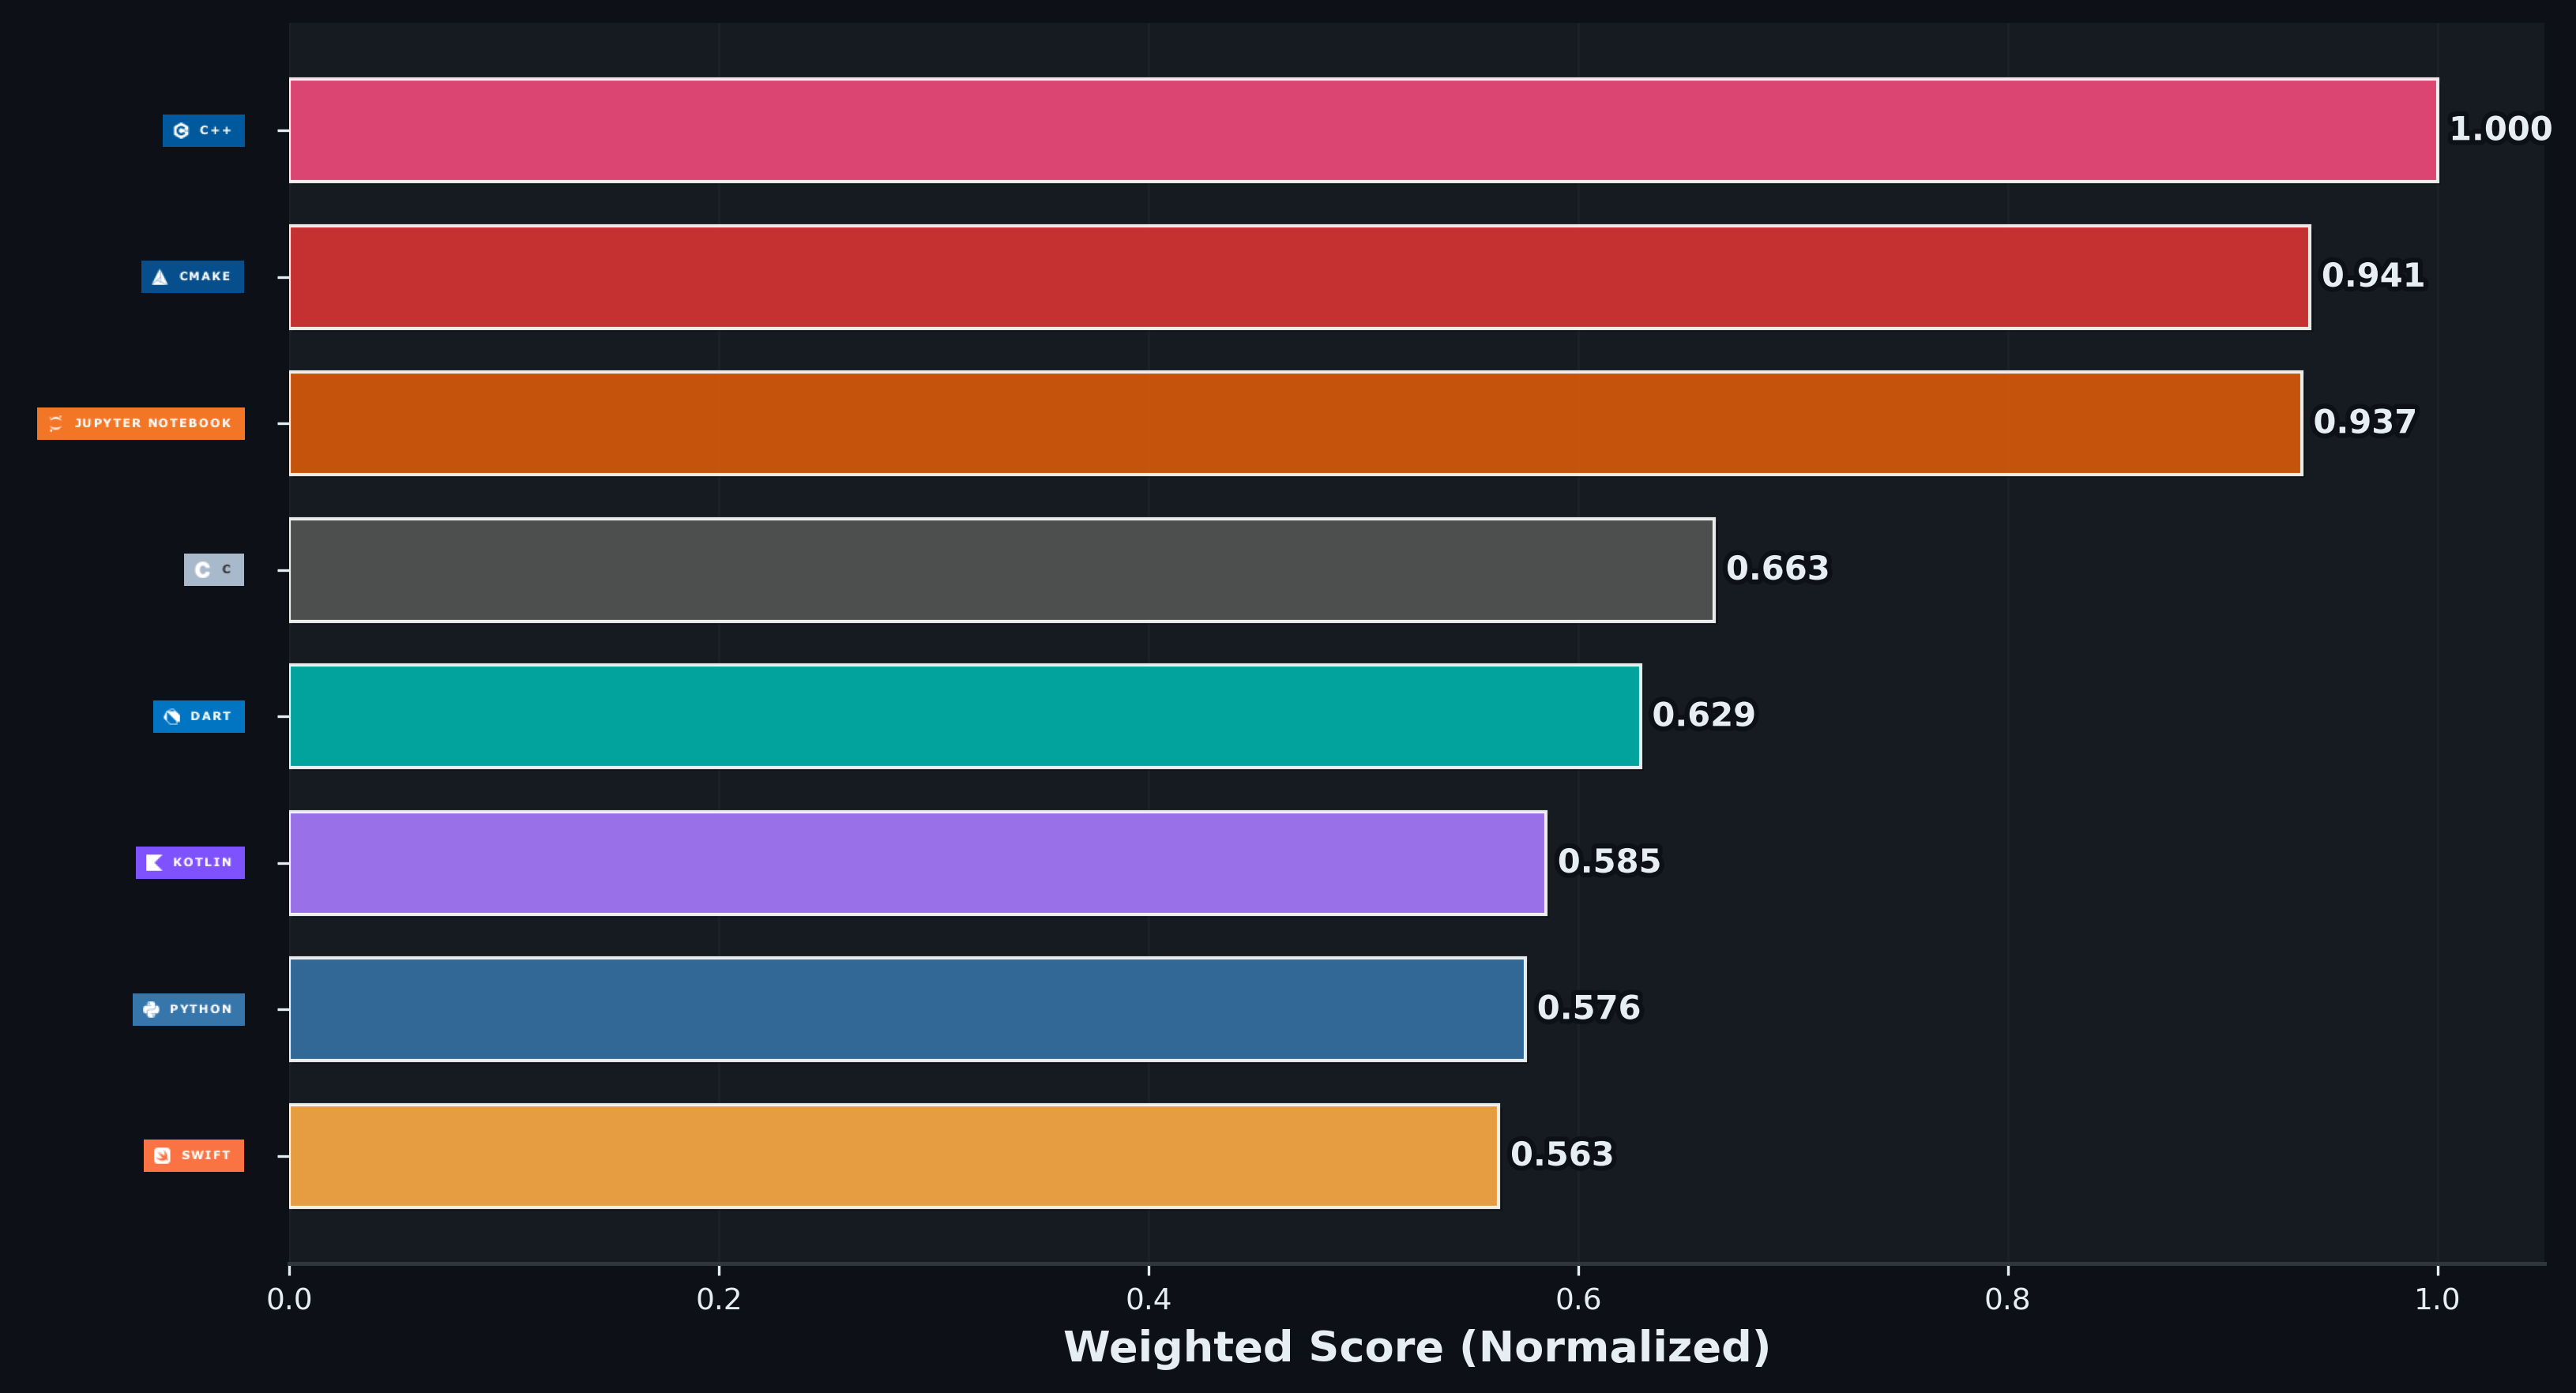 C++ 1.000
CMAKE 0.941
JUPYTER NOTEBOOK 0.937
C 0.663
DART 0.629
KOTLIN 0.585
PYTHON 0.576
SWIFT 0.563
0.0 0.2 0.4 0.6 0.8 1.0
Weighted Score (Normalized)